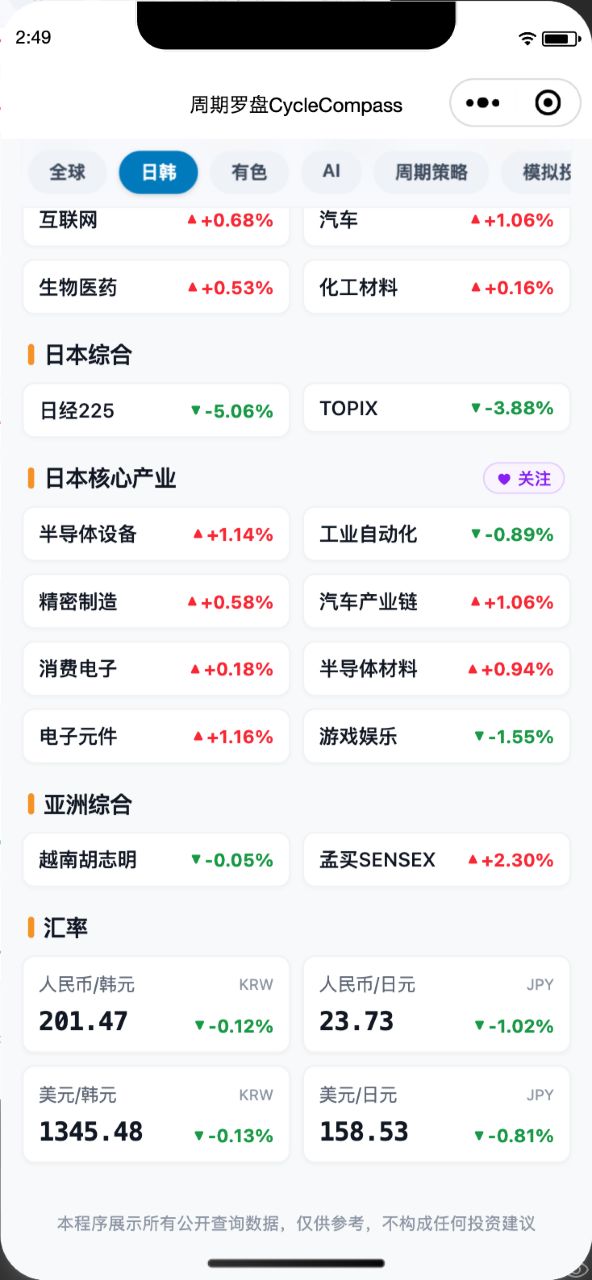 2:49
周期罗盘CycleCompass
全球 日韩 有色 AI 周期策略 模拟投
互联网 ▲+0.68% 汽车 ▲+1.06%
生物医药 ▲+0.53% 化工材料 ▲+0.16%
日本综合
日经225 ▼-5.06% TOPIX ▼-3.88%
日本核心产业 关注
半导体设备 ▲+1.14% 工业自动化 ▼-0.89%
精密制造 ▲+0.58% 汽车产业链 ▲+1.06%
消费电子 ▲+0.18% 半导体材料 ▲+0.94%
电子元件 ▲+1.16% 游戏娱乐 ▼-1.55%
亚洲综合
越南胡志明 ▼-0.05% 孟买SENSEX ▲+2.30%
汇率
人民币/韩元 KRW 人民币/日元 JPY
201.47 ▼-0.12% 23.73 ▼-1.02%
美元/韩元 KRW 美元/日元 JPY
1345.48 ▼-0.13% 158.53 ▼-0.81%
本程序展示所有公开查询数据，仅供参考，不构成任何投资建议